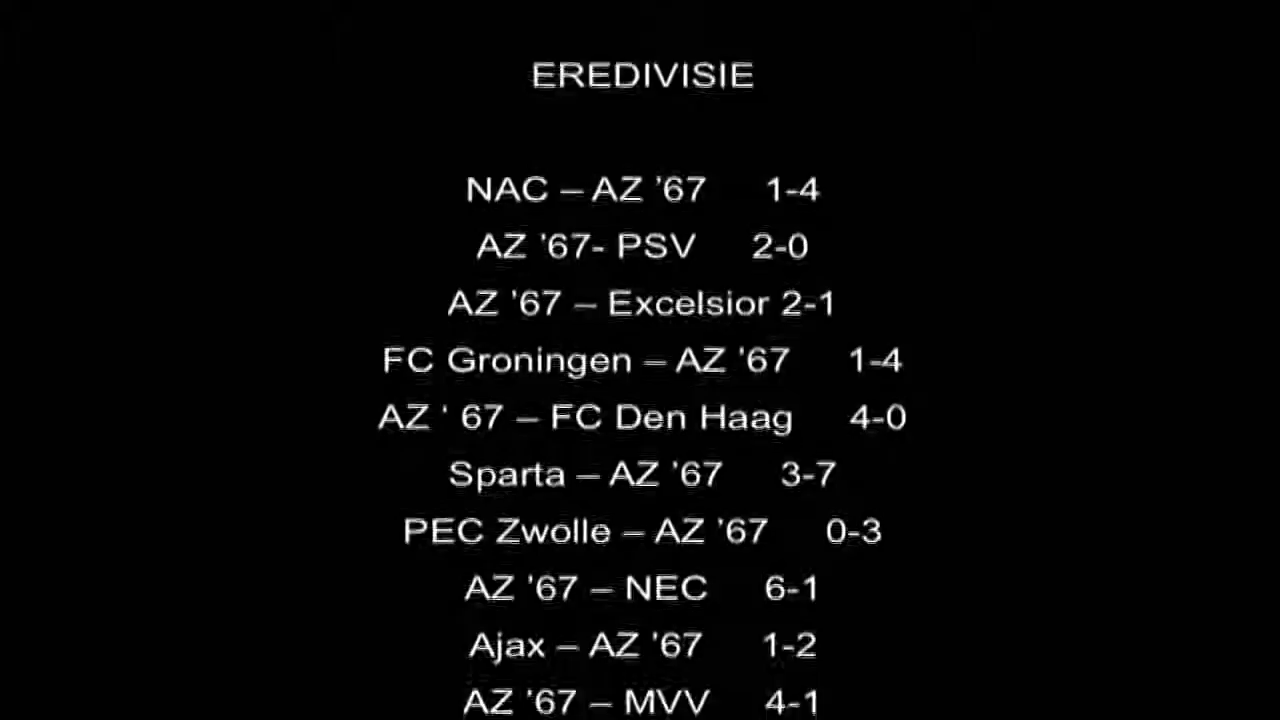 EREDIVISIE
NAC – AZ '67 1-4
AZ '67- PSV 2-0
AZ '67 – Excelsior 2-1
FC Groningen – AZ '67 1-4
AZ ' 67 – FC Den Haag 4-0
Sparta – AZ '67 3-7
PEC Zwolle – AZ '67 0-3
AZ '67 – NEC 6-1
Ajax – AZ '67 1-2
AZ '67 – MVV 4-1